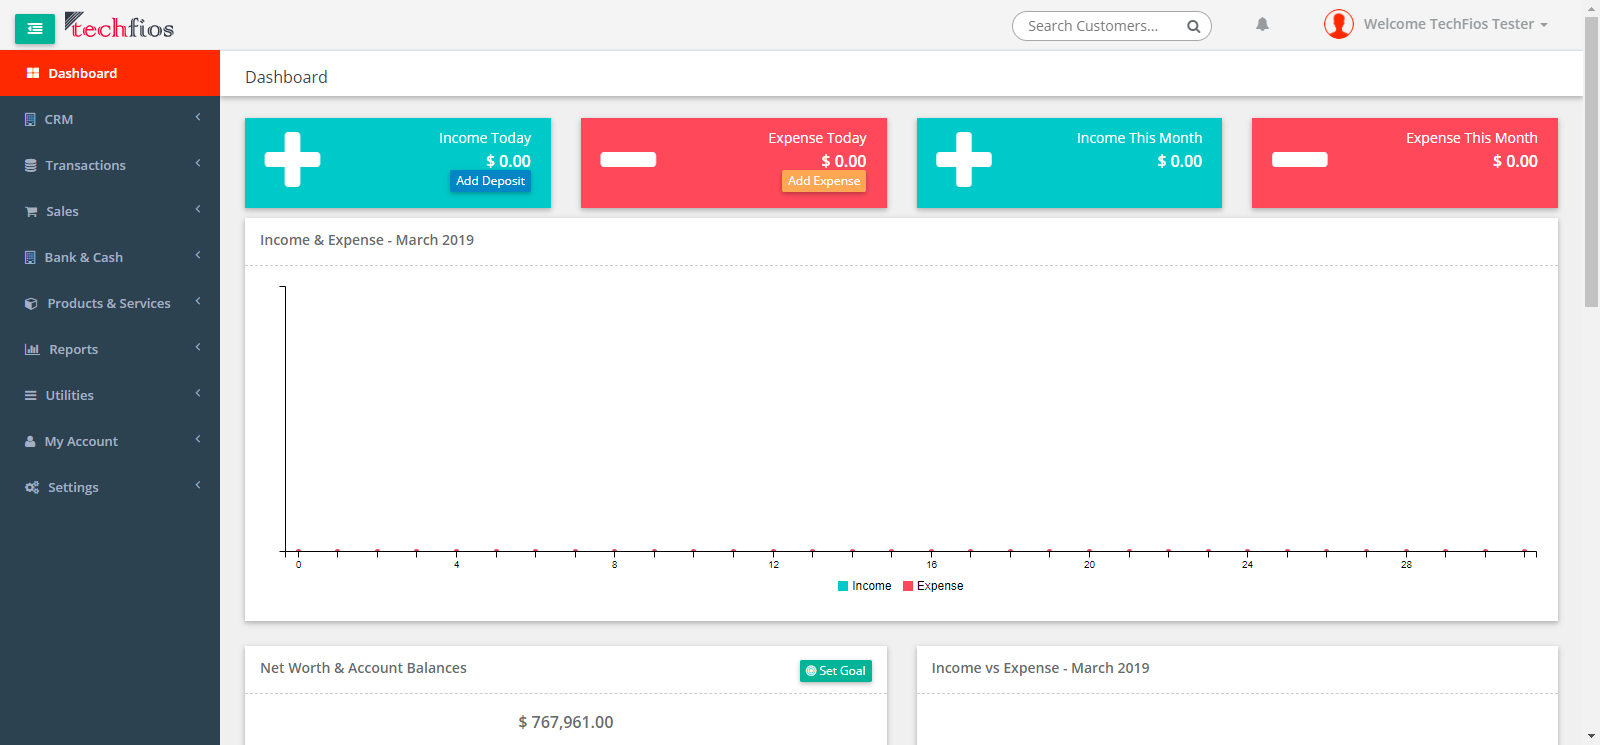 techfios
Search Customers...
Welcome TechFios Tester
Dashboard
CRM
Transactions
Sales
Bank & Cash
Products & Services
Reports
Utilities
My Account
Settings
Dashboard
Income Today
$ 0.00
Add Deposit
Expense Today
$ 0.00
Add Expense
Income This Month
$ 0.00
Expense This Month
$ 0.00
Income & Expense - March 2019
0 4 8 12 16 20 24 28
Income Expense
Net Worth & Account Balances
Set Goal
$ 767,961.00
Income vs Expense - March 2019